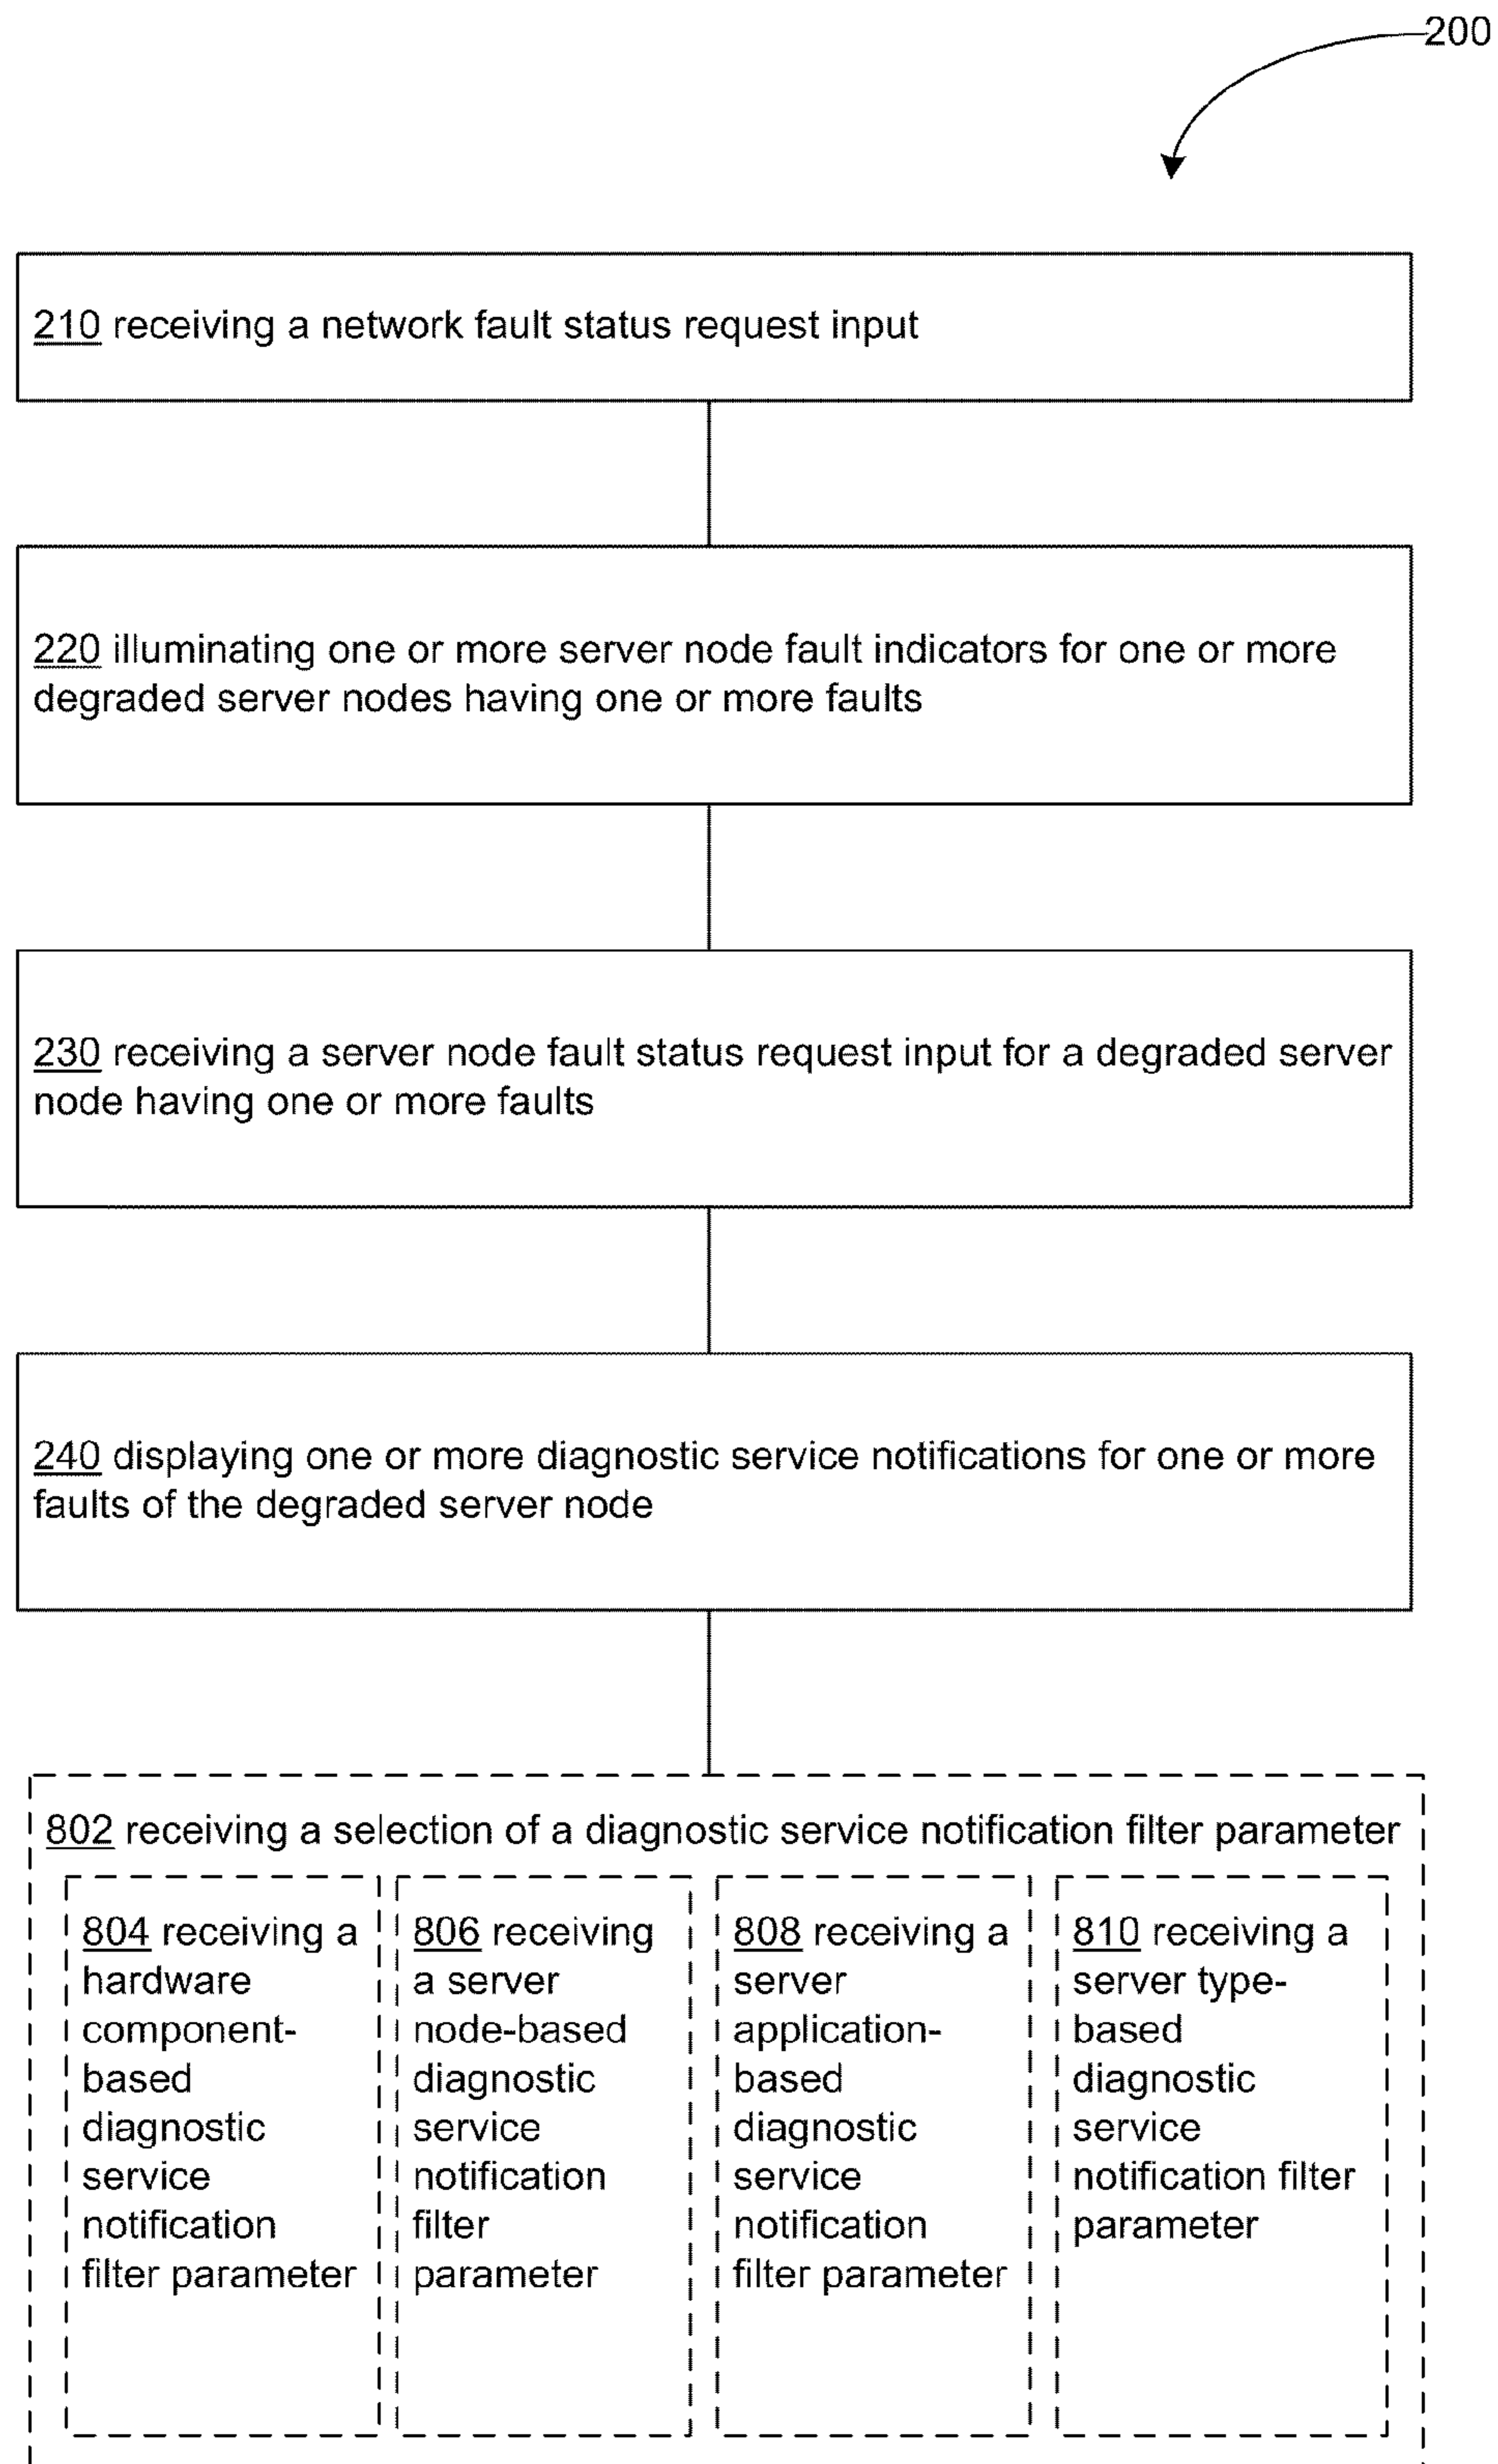 200
210 receiving a network fault status request input
220 illuminating one or more server node fault indicators for one or more
degraded server nodes having one or more faults
230 receiving a server node fault status request input for a degraded server
node having one or more faults
240 displaying one or more diagnostic service notifications for one or more
faults of the degraded server node
802 receiving a selection of a diagnostic service notification filter parameter
804 receiving a
hardware
component-
based
diagnostic
service
notification
filter parameter
806 receiving
a server
node-based
diagnostic
service
notification
filter
parameter
808 receiving a
server
application-
based
diagnostic
service
notification
filter parameter
810 receiving a
server type-
based
diagnostic
service
notification filter
parameter